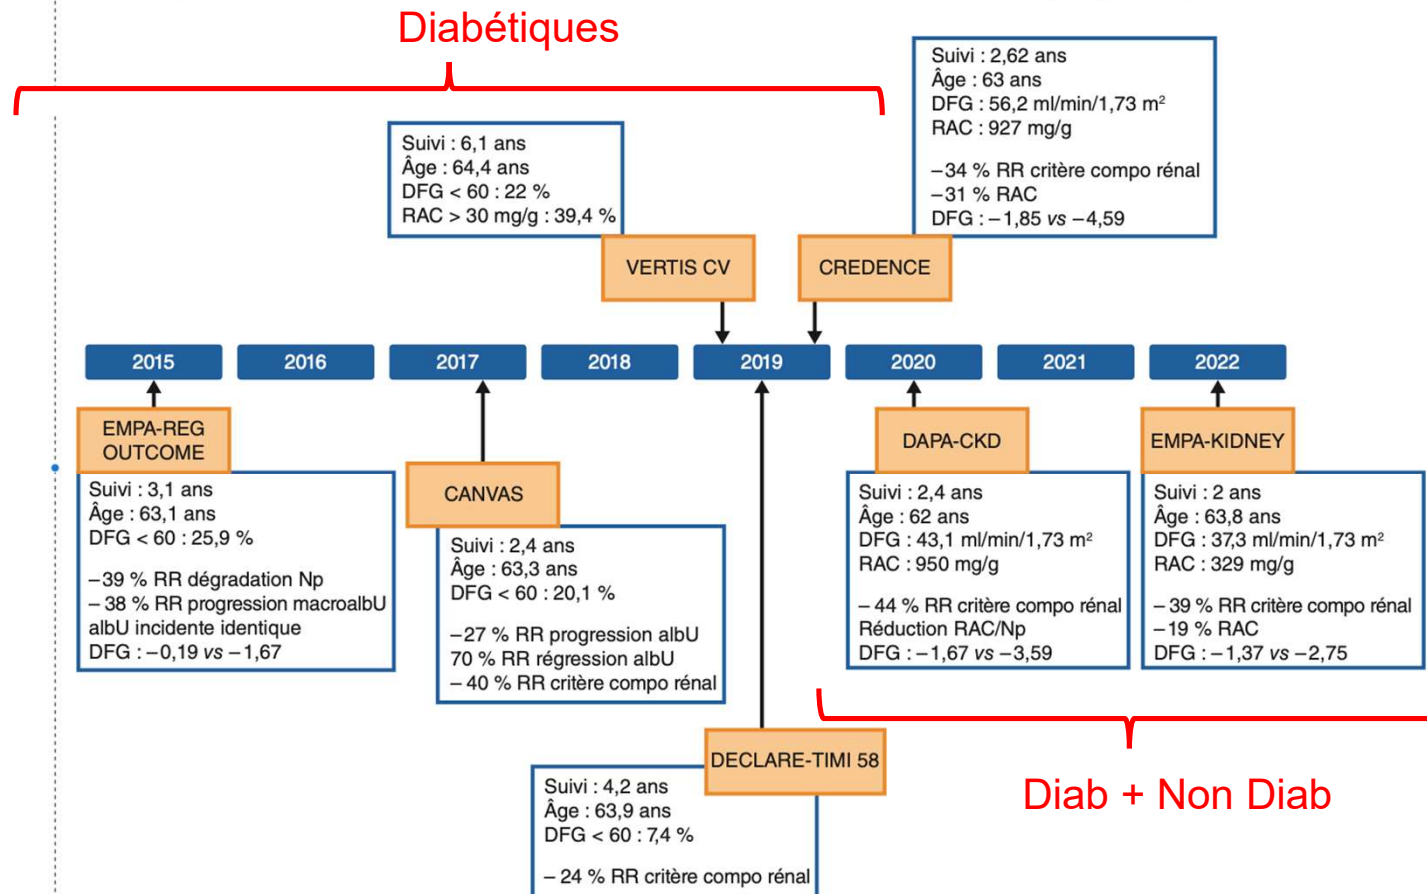 Diabétiques
Suivi : 2,62 ans
Âge : 63 ans
DFG : 56,2 ml/min/1,73 m²
RAC : 927 mg/g
–34 % RR critère compo rénal
–31 % RAC
DFG : –1,85 vs –4,59
Suivi : 6,1 ans
Âge : 64,4 ans
DFG < 60 : 22 %
RAC > 30 mg/g : 39,4 %
VERTIS CV
CREDENCE
2015
2016
2017
2018
2019
2020
2021
2022
EMPA-REG
OUTCOME
Suivi : 3,1 ans
Âge : 63,1 ans
DFG < 60 : 25,9 %
–39 % RR dégradation Np
– 38 % RR progression macroalbU
albU incidente identique
DFG : –0,19 vs –1,67
CANVAS
Suivi : 2,4 ans
Âge : 63,3 ans
DFG < 60 : 20,1 %
–27 % RR progression albU
70 % RR régression albU
– 40 % RR critère compo rénal
DAPA-CKD
Suivi : 2,4 ans
Âge : 62 ans
DFG : 43,1 ml/min/1,73 m²
RAC : 950 mg/g
– 44 % RR critère compo rénal
Réduction RAC/Np
DFG : –1,67 vs –3,59
EMPA-KIDNEY
Suivi : 2 ans
Âge : 63,8 ans
DFG : 37,3 ml/min/1,73 m²
RAC : 329 mg/g
–39 % RR critère compo rénal
–19 % RAC
DFG : –1,37 vs –2,75
DECLARE-TIMI 58
Suivi : 4,2 ans
Âge : 63,9 ans
DFG < 60 : 7,4 %
– 24 % RR critère compo rénal
Diab + Non Diab